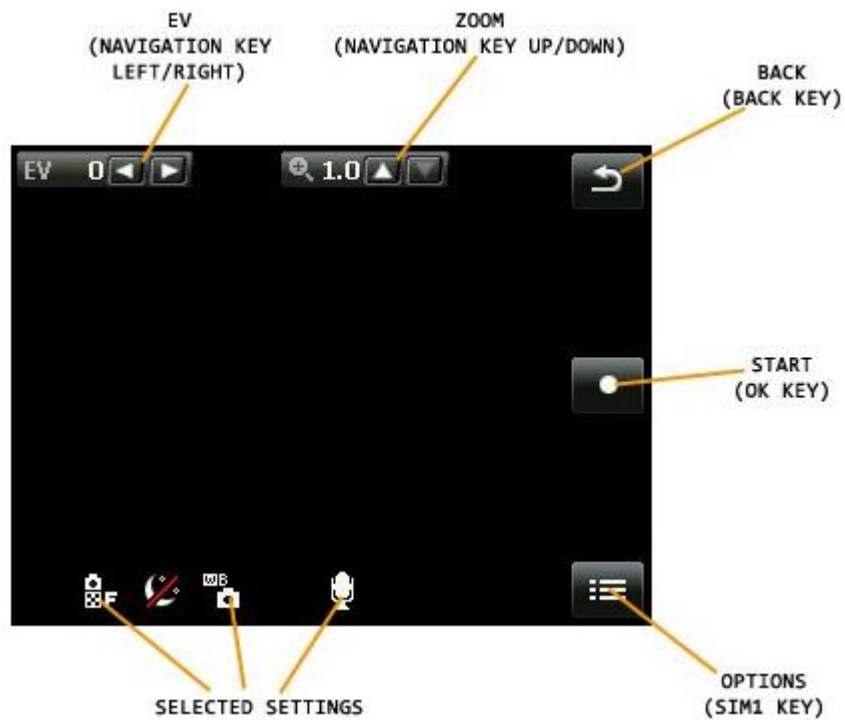 EV
(NAVIGATION KEY
LEFT/RIGHT)
ZOOM
(NAVIGATION KEY UP/DOWN)
BACK
(BACK KEY)
EV 0
1.0
START
(OK KEY)
F
WB
OPTIONS
(SIM1 KEY)
SELECTED SETTINGS